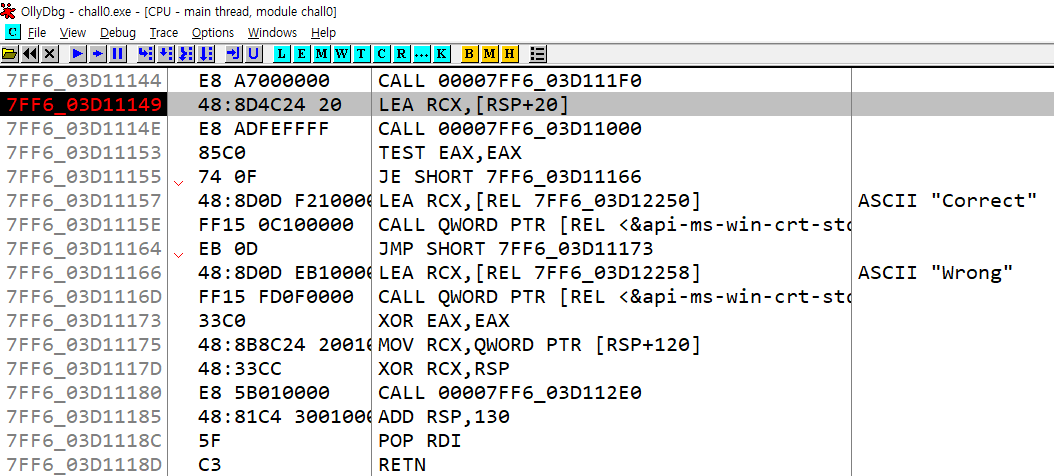 OllyDbg - chall0.exe - [CPU - main thread, module chall0]
C File View Debug Trace Options Windows Help
L E M W T C R ... K B M H
7FF6_03D11144 E8 A7000000 CALL 00007FF6_03D111F0
7FF6_03D11149 48:8D4C24 20 LEA RCX,[RSP+20]
7FF6_03D1114E E8 ADFEFFFF CALL 00007FF6_03D11000
7FF6_03D11153 85C0 TEST EAX,EAX
7FF6_03D11155 74 0F JE SHORT 7FF6_03D11166
7FF6_03D11157 48:8D0D F210000 LEA RCX,[REL 7FF6_03D12250] ASCII "Correct"
7FF6_03D1115E FF15 0C100000 CALL QWORD PTR [REL <&api-ms-win-crt-stc
7FF6_03D11164 EB 0D JMP SHORT 7FF6_03D11173
7FF6_03D11166 48:8D0D EB10000 LEA RCX,[REL 7FF6_03D12258] ASCII "Wrong"
7FF6_03D1116D FF15 FD0F0000 CALL QWORD PTR [REL <&api-ms-win-crt-stc
7FF6_03D11173 33C0 XOR EAX,EAX
7FF6_03D11175 48:8B8C24 20010 MOV RCX,QWORD PTR [RSP+120]
7FF6_03D1117D 48:33CC XOR RCX,RSP
7FF6_03D11180 E8 5B010000 CALL 00007FF6_03D112E0
7FF6_03D11185 48:81C4 3001000 ADD RSP,130
7FF6_03D1118C 5F POP RDI
7FF6_03D1118D C3 RETN